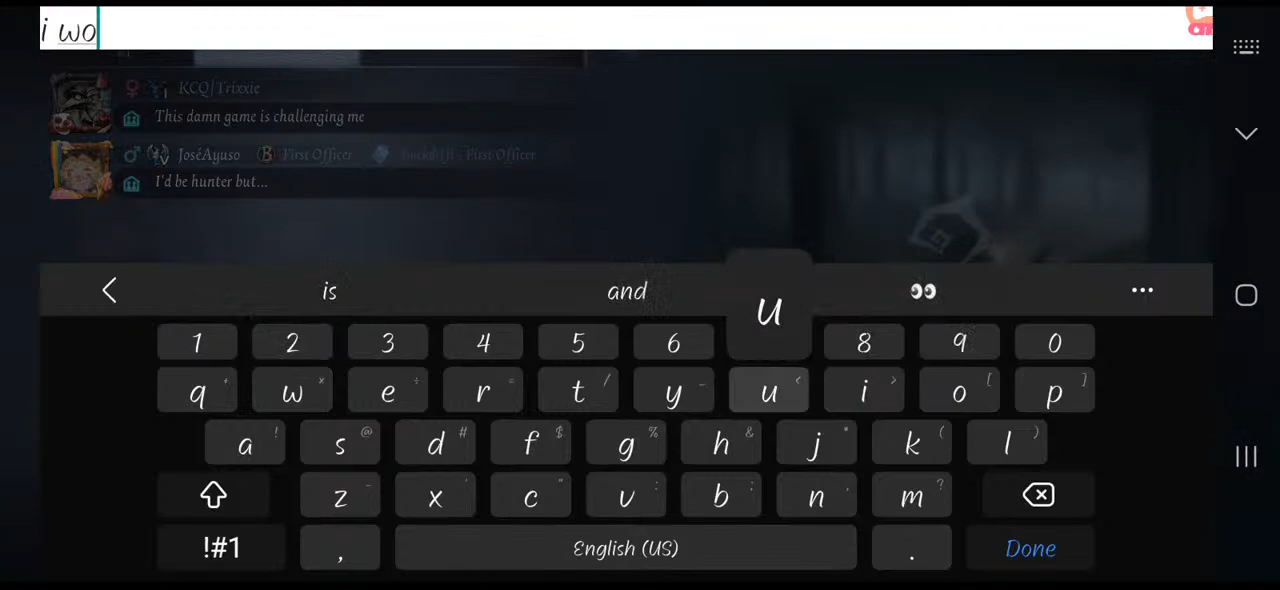 i wo
KCQ|Trixxie
This damn game is challenging me
JoséAyuso B First Officer First Officer
I'd be hunter but...
is and 👀 ...
u
1 2 3 4 5 6 8 9 0
q + w × e ÷ r = t / y _ u < i > o [ p ]
a ! s @ d # f $ g % h & j * k ( l )
z - x ' c " v : b ; n , m ?
!#1 , English (US) . Done